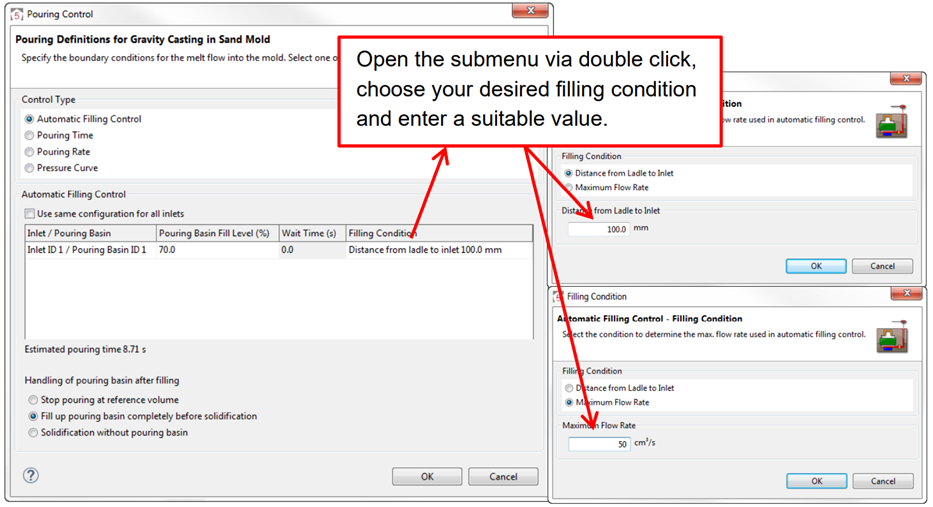 5 Pouring Control
Pouring Definitions for Gravity Casting in Sand Mold
Specify the boundary conditions for the melt flow into the mold. Select one o
Control Type
Automatic Filling Control
Pouring Time
Pouring Rate
Pressure Curve
Automatic Filling Control
Use same configuration for all inlets
Inlet / Pouring Basin Pouring Basin Fill Level (%) Wait Time (s) Filling Condition
Inlet ID 1 / Pouring Basin ID 1 70.0 0.0 Distance from ladle to inlet 100.0 mm
Estimated pouring time 8.71 s
Handling of pouring basin after filling
Stop pouring at reference volume
Fill up pouring basin completely before solidification
Solidification without pouring basin
? OK Cancel
Open the submenu via double click,
choose your desired filling condition
and enter a suitable value.
ition
ow rate used in automatic filling control.
Filling Condition
Distance from Ladle to Inlet
Maximum Flow Rate
Distance from Ladle to Inlet
100.0 mm
OK Cancel
5 Filling Condition
Automatic Filling Control - Filling Condition
Select the condition to determine the max. flow rate used in automatic filling control.
Filling Condition
Distance from Ladle to Inlet
Maximum Flow Rate
Maximum Flow Rate
50 cm³/s
OK Cancel